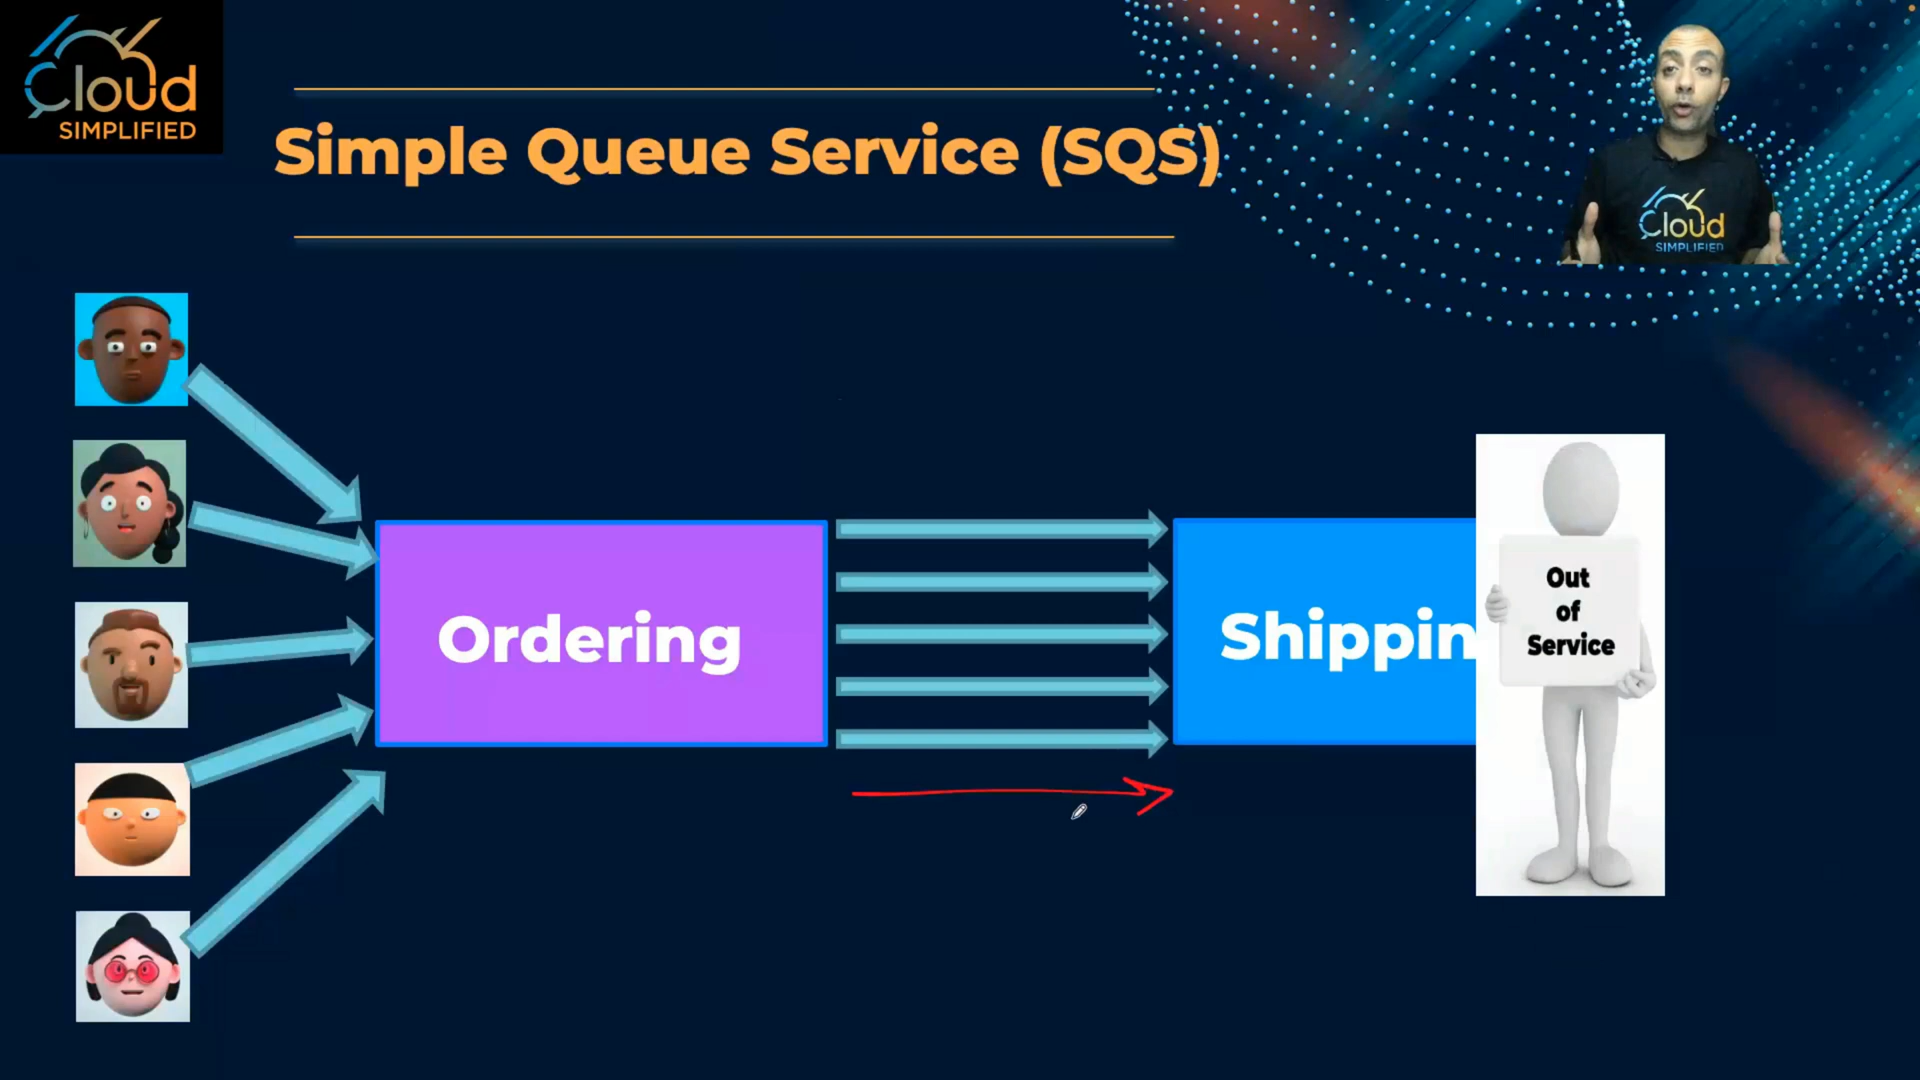 Cloud
SIMPLIFIED
Simple Queue Service (SQS)
Cloud
SIMPLIFIED
Ordering
Shippin
Out
of
Service